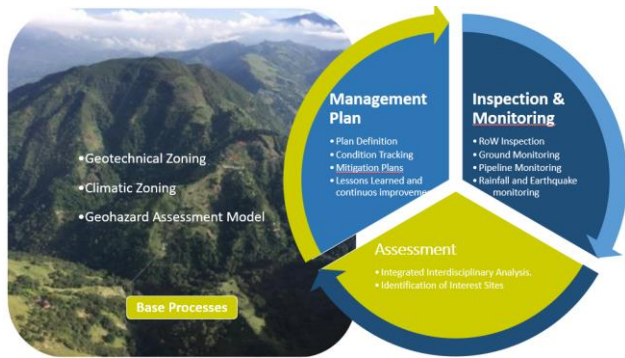 •Geotechnical Zoning
•Climatic Zoning
•Geohazard Assessment Model
Base Processes
Management
Plan
• Plan Definition
• Condition Tracking
• Mitigation Plans
• Lessons Learned and
continuos improveme
Inspection &
Monitoring
• RoW Inspection
• Ground Monitoring
• Pipeline Monitoring
• Rainfall and Earthquake
monitoring
Assessment
• Integrated Interdisciplinary Analysis.
• Identification of Interest Sites